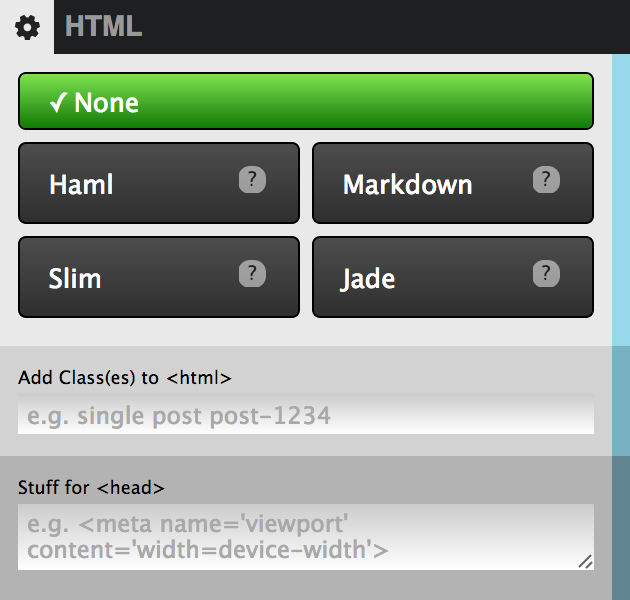 HTML
✓ None
Haml ?
Markdown ?
Slim ?
Jade ?
Add Class(es) to <html>
e.g. single post post-1234
Stuff for <head>
e.g. <meta name='viewport'
content='width=device-width'>